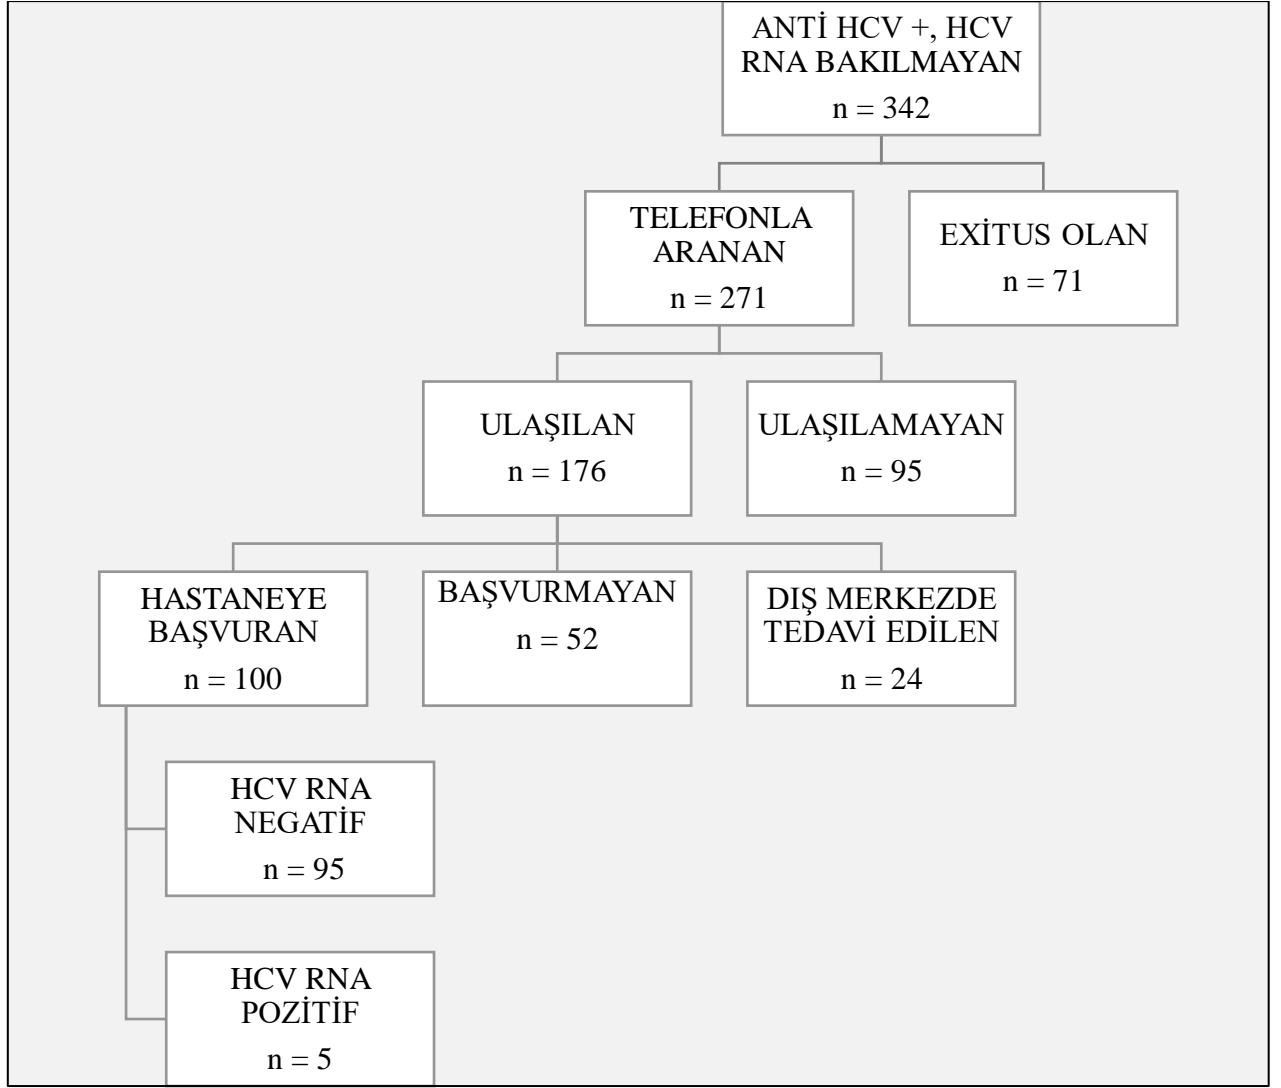 ANTİ HCV +, HCV
RNA BAKILMAYAN
n = 342
TELEFONLA
ARANAN
n = 271
EXİTUS OLAN
n = 71
ULAŞILAN
n = 176
ULAŞILAMAYAN
n = 95
HASTANEYE
BAŞVURAN
n = 100
BAŞVURMAYAN
n = 52
DIŞ MERKEZDE
TEDAVİ EDİLEN
n = 24
HCV RNA
NEGATİF
n = 95
HCV RNA
POZİTİF
n = 5